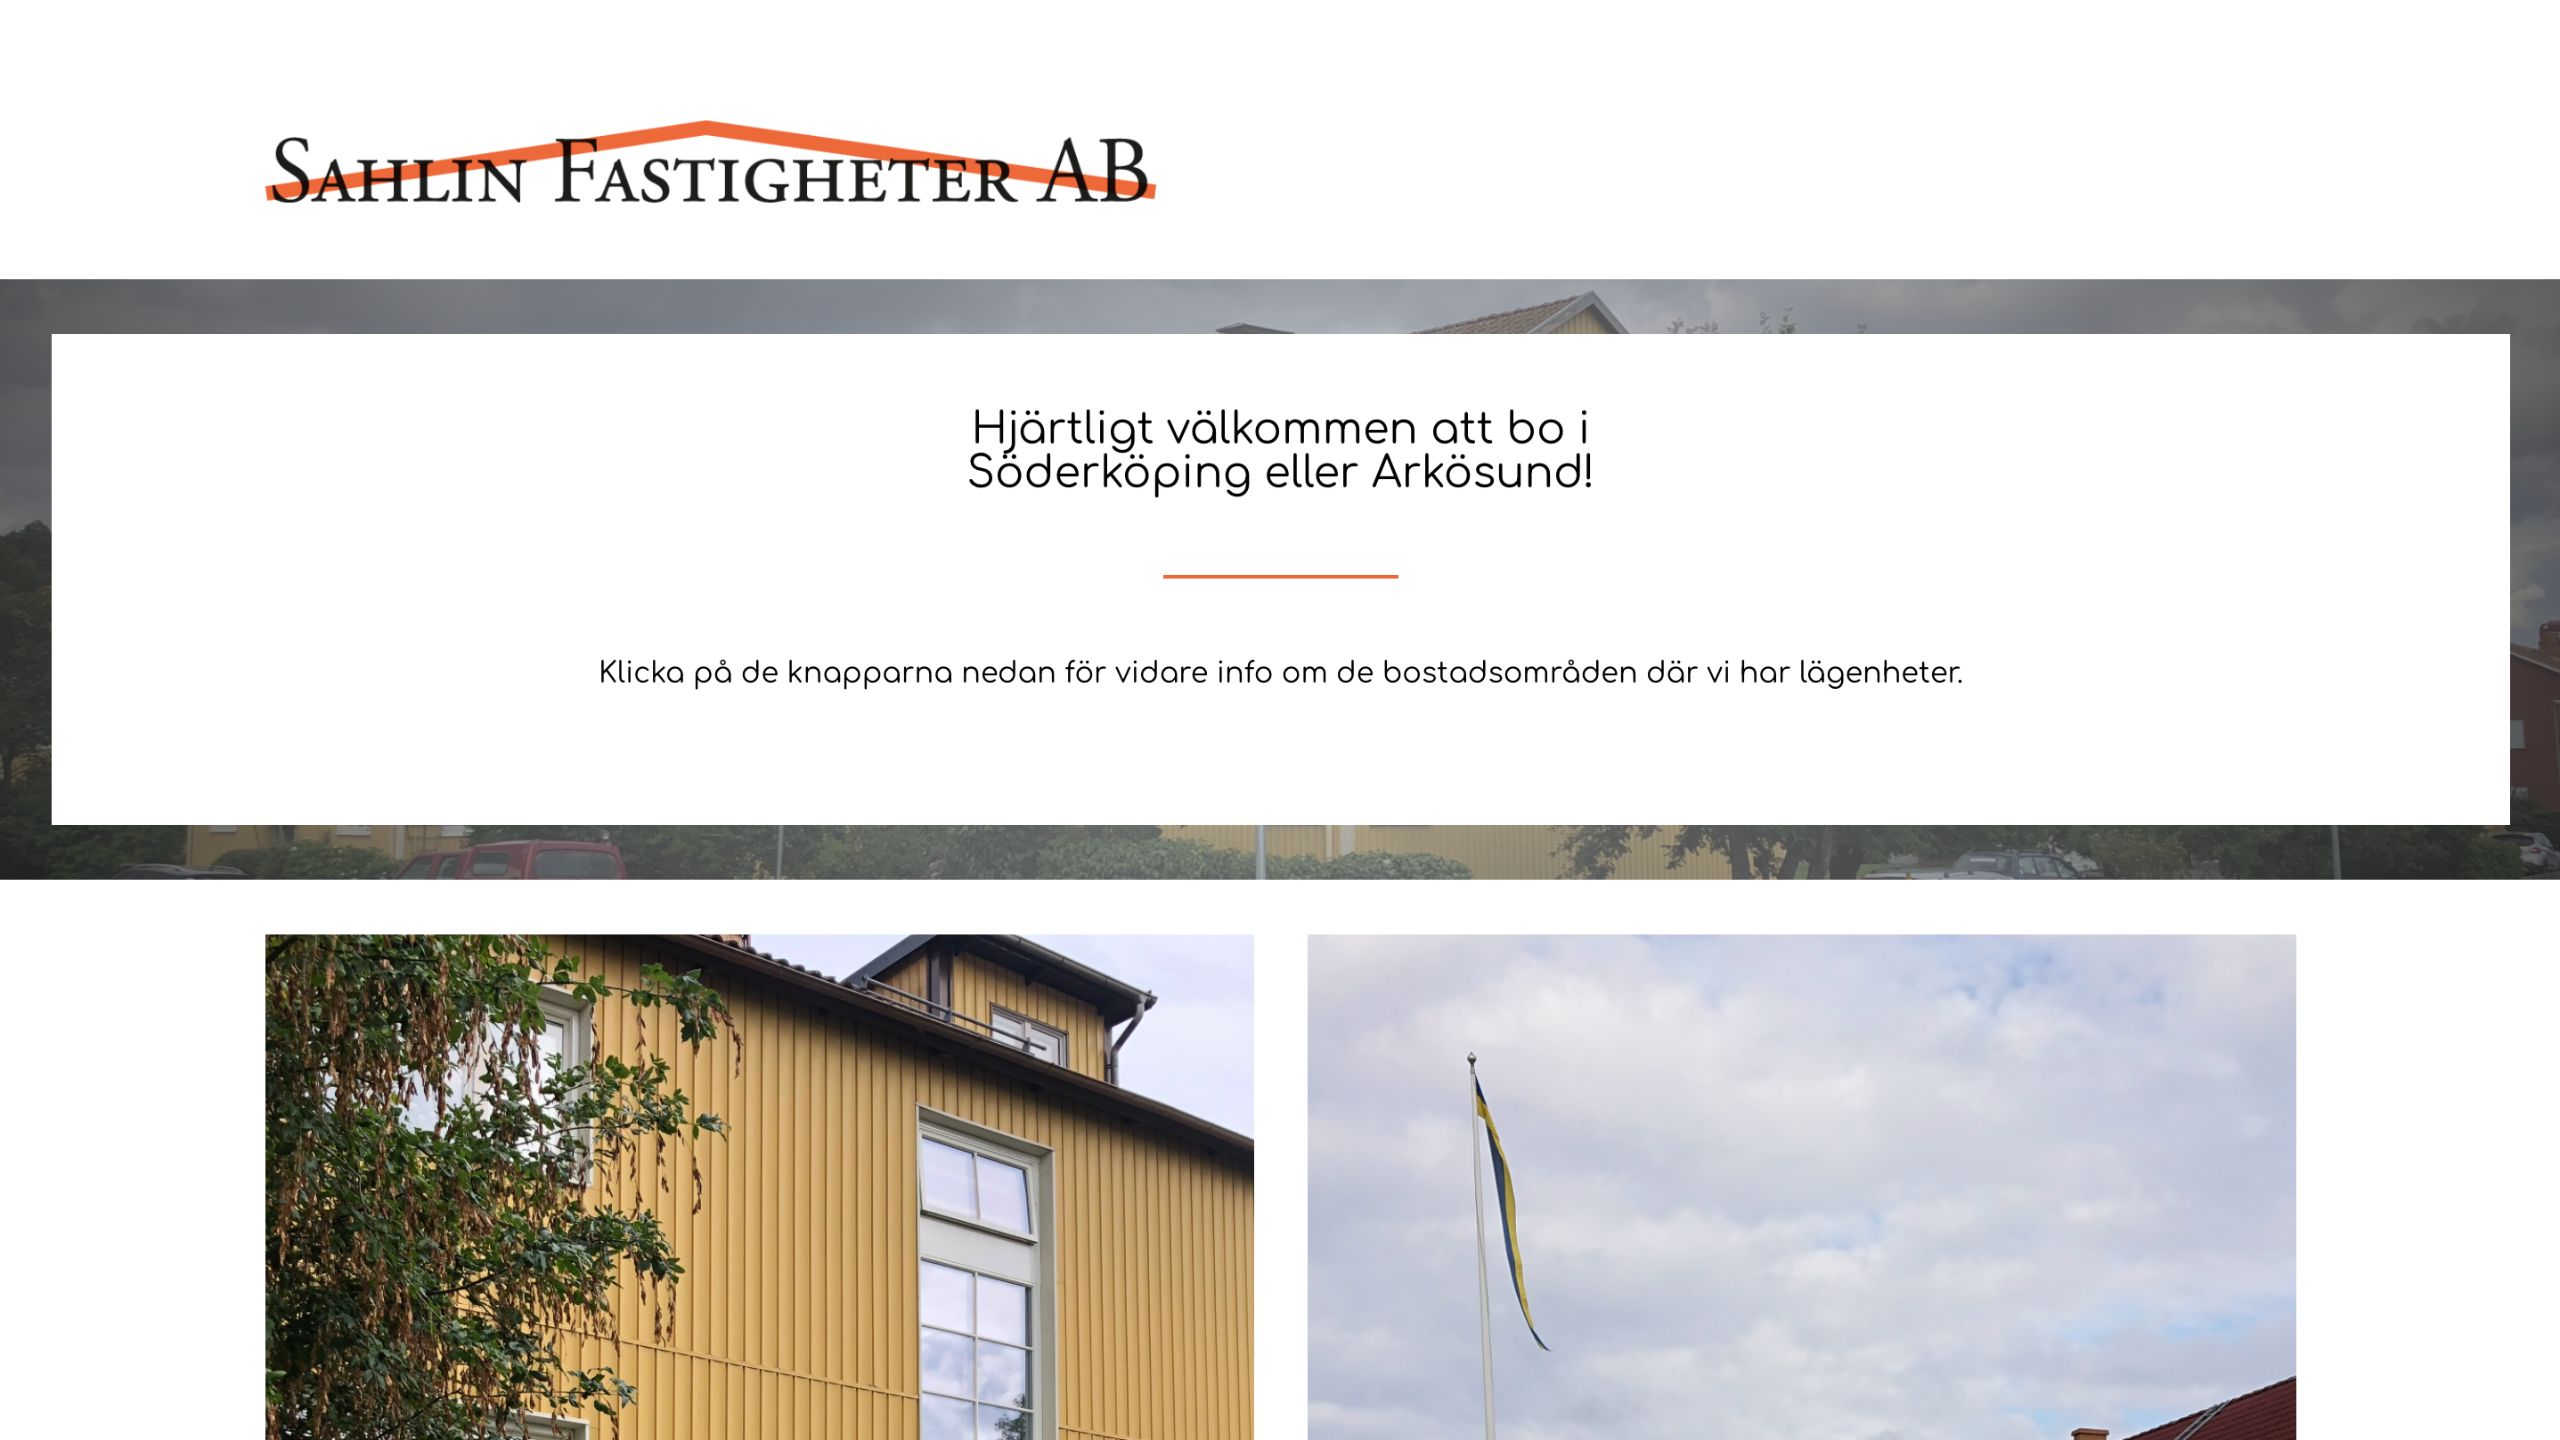 SAHLIN FASTIGHETER AB
Hjärtligt välkommen att bo i
Söderköping eller Arkösund!
Klicka på de knapparna nedan för vidare info om de bostadsområden där vi har lägenheter.